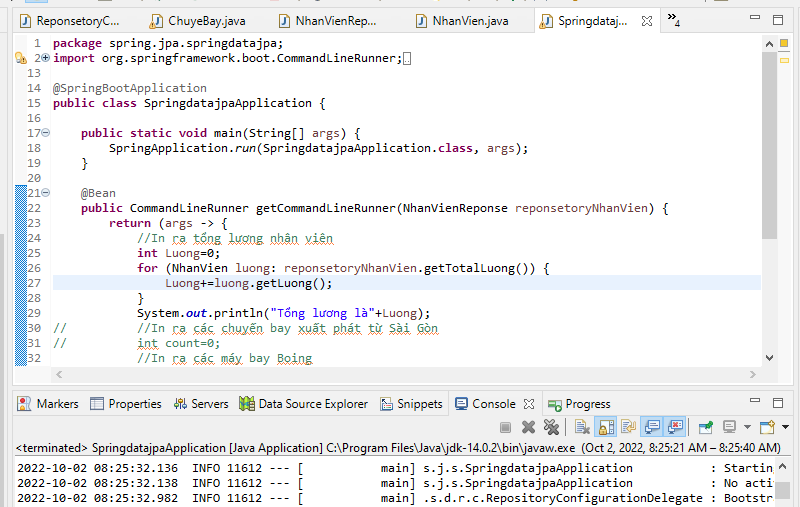 ReponsetoryC...
ChuyeBay.java
NhanVienRep...
NhanVien.java
Springdataj...
4
1 package spring.jpa.springdatajpa;
2 import org.springframework.boot.CommandLineRunner;
13
14 @SpringBootApplication
15 public class SpringdatajpaApplication {
16
17 public static void main(String[] args) {
18 SpringApplication.run(SpringdatajpaApplication.class, args);
19 }
20
21 @Bean
22 public CommandLineRunner getCommandLineRunner(NhanVienReponse reponsetoryNhanVien) {
23 return (args -> {
24 //In ra tổng lương nhân viên
25 int Luong=0;
26 for (NhanVien luong: reponsetoryNhanVien.getTotalLuong()) {
27 Luong+=luong.getLuong();
28 }
29 System.out.println("Tổng lương là"+Luong);
30 // //In ra các chuyến bay xuất phát từ Sài Gòn
31 // int count=0;
32 //In ra các máy bay Boing
Markers Properties Servers Data Source Explorer Snippets Console Progress
<terminated> SpringdatajpaApplication [Java Application] C:\Program Files\Java\jdk-14.0.2\bin\javaw.exe (Oct 2, 2022, 8:25:21 AM – 8:25:40 AM)
2022-10-02 08:25:32.136 INFO 11612 --- [ main] s.j.s.SpringdatajpaApplication : Startin
2022-10-02 08:25:32.138 INFO 11612 --- [ main] s.j.s.SpringdatajpaApplication : No acti
2022-10-02 08:25:32.982 INFO 11612 --- [ main] .s.d.r.c.RepositoryConfigurationDelegate : Bootstr